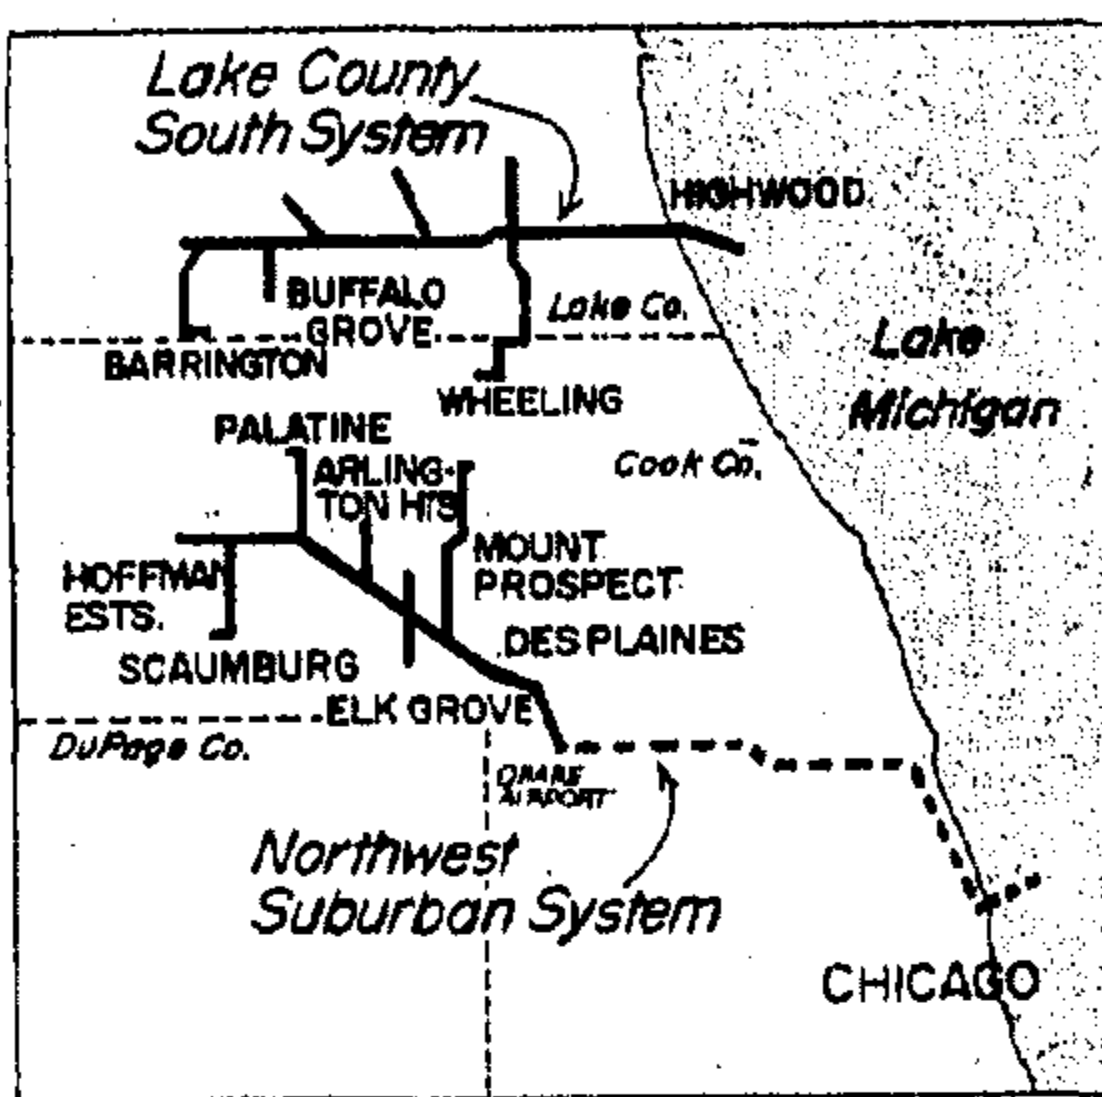 Lake County
South System
HIGHWOOD
BUFFALO
GROVE
Lake Co.
BARRINGTON
WHEELING
Lake
Michigan
PALATINE
ARLING-
TON HTS
Cook Co.
MOUNT
PROSPECT
HOFFMAN
ESTS.
DES PLAINES
SCAUMBURG
ELK GROVE
DuPage Co.
OHARE
AIRPORT
Northwest
Suburban System
CHICAGO